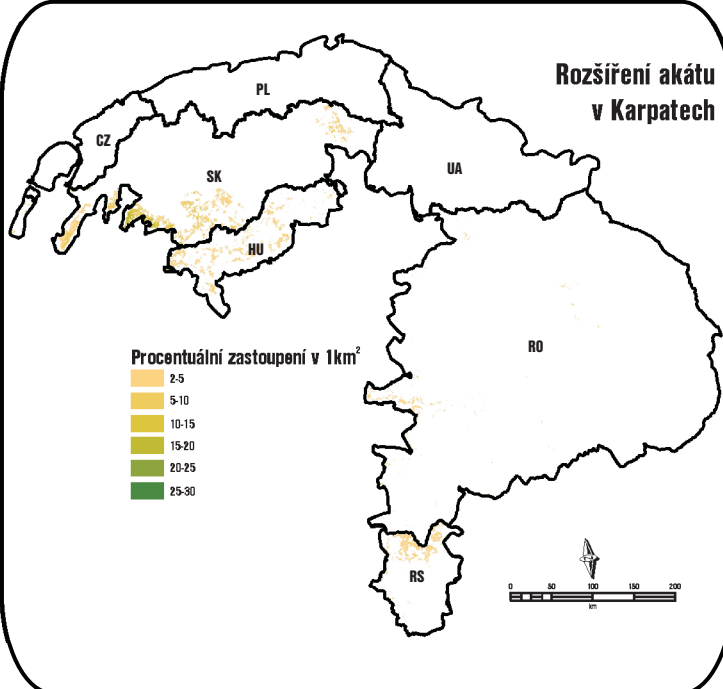 Rozšíření akátu
v Karpatech
PL
CZ
SK
UA
HU
RO
Procentuální zastoupení v 1km²
2-5
5-10
10-15
15-20
20-25
25-30
RS
0 50 100 150 200
km